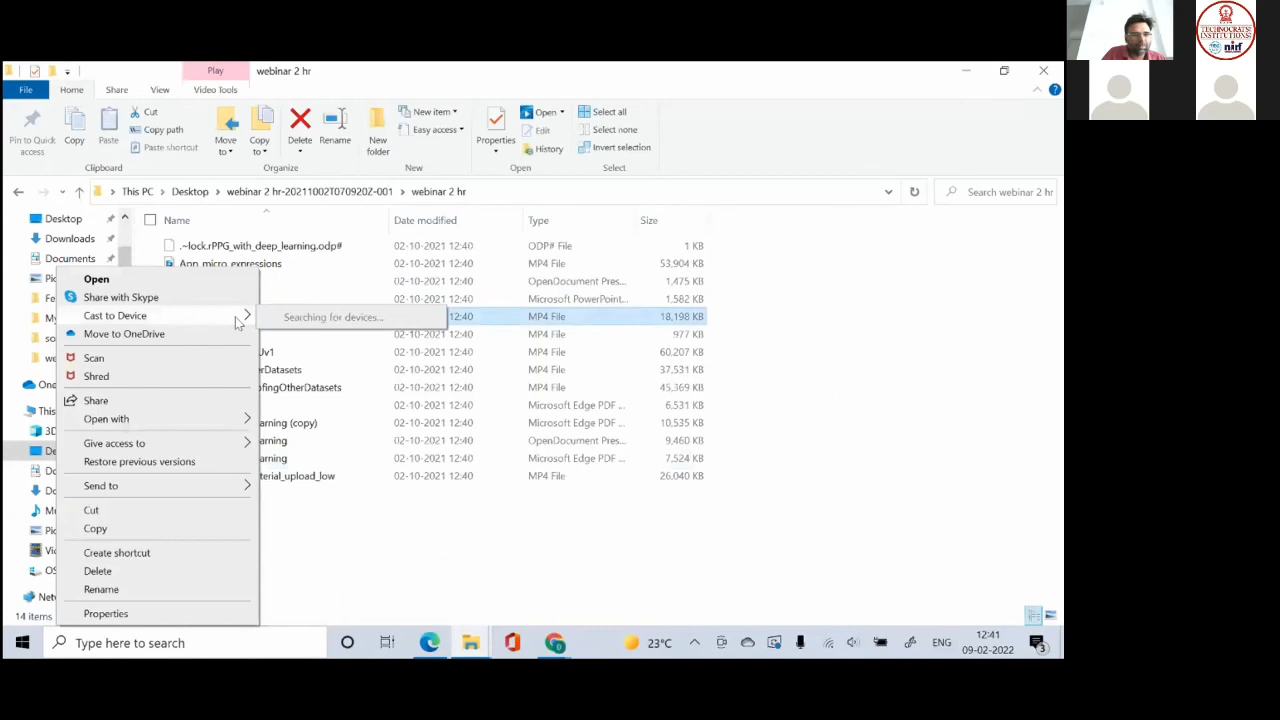 Play webinar 2 hr
File Home Share View Video Tools
Pin to Quick access
Copy
Paste
Cut
Copy path
Paste shortcut
Clipboard
Move to
Copy to
Delete
Rename
Organize
New folder
New item
Easy access
New
Properties
Open
Edit
History
Open
Select all
Select none
Invert selection
Select
This PC Desktop webinar 2 hr-20211002T070920Z-001 webinar 2 hr
Search webinar 2 hr
Desktop
Downloads
Documents
Name Date modified Type Size
.~lock.rPPG_with_deep_learning.odp# 02-10-2021 12:40 ODP# File 1 KB
App_micro_expressions 02-10-2021 12:40 MP4 File 53,904 KB
02-10-2021 12:40 OpenDocument Pres... 1,475 KB
02-10-2021 12:40 Microsoft PowerPoint... 1,582 KB
12:40 MP4 File 18,198 KB
02-10-2021 12:40 MP4 File 977 KB
Uv1 02-10-2021 12:40 MP4 File 60,207 KB
rDatasets 02-10-2021 12:40 MP4 File 37,531 KB
fingOtherDatasets 02-10-2021 12:40 MP4 File 45,369 KB
02-10-2021 12:40 Microsoft Edge PDF ... 6,531 KB
arning (copy) 02-10-2021 12:40 Microsoft Edge PDF ... 10,535 KB
arning 02-10-2021 12:40 OpenDocument Pres... 9,460 KB
arning 02-10-2021 12:40 Microsoft Edge PDF ... 7,524 KB
terial_upload_low 02-10-2021 12:40 MP4 File 26,040 KB
Open
Share with Skype
Cast to Device
Searching for devices...
Move to OneDrive
Scan
Shred
Share
Open with
Give access to
Restore previous versions
Send to
Cut
Copy
Create shortcut
Delete
Rename
Properties
14 items
Type here to search
23°C
ENG
12:41
09-02-2022
3
TECHNOCRATS
INSTITUTIONS
nirf